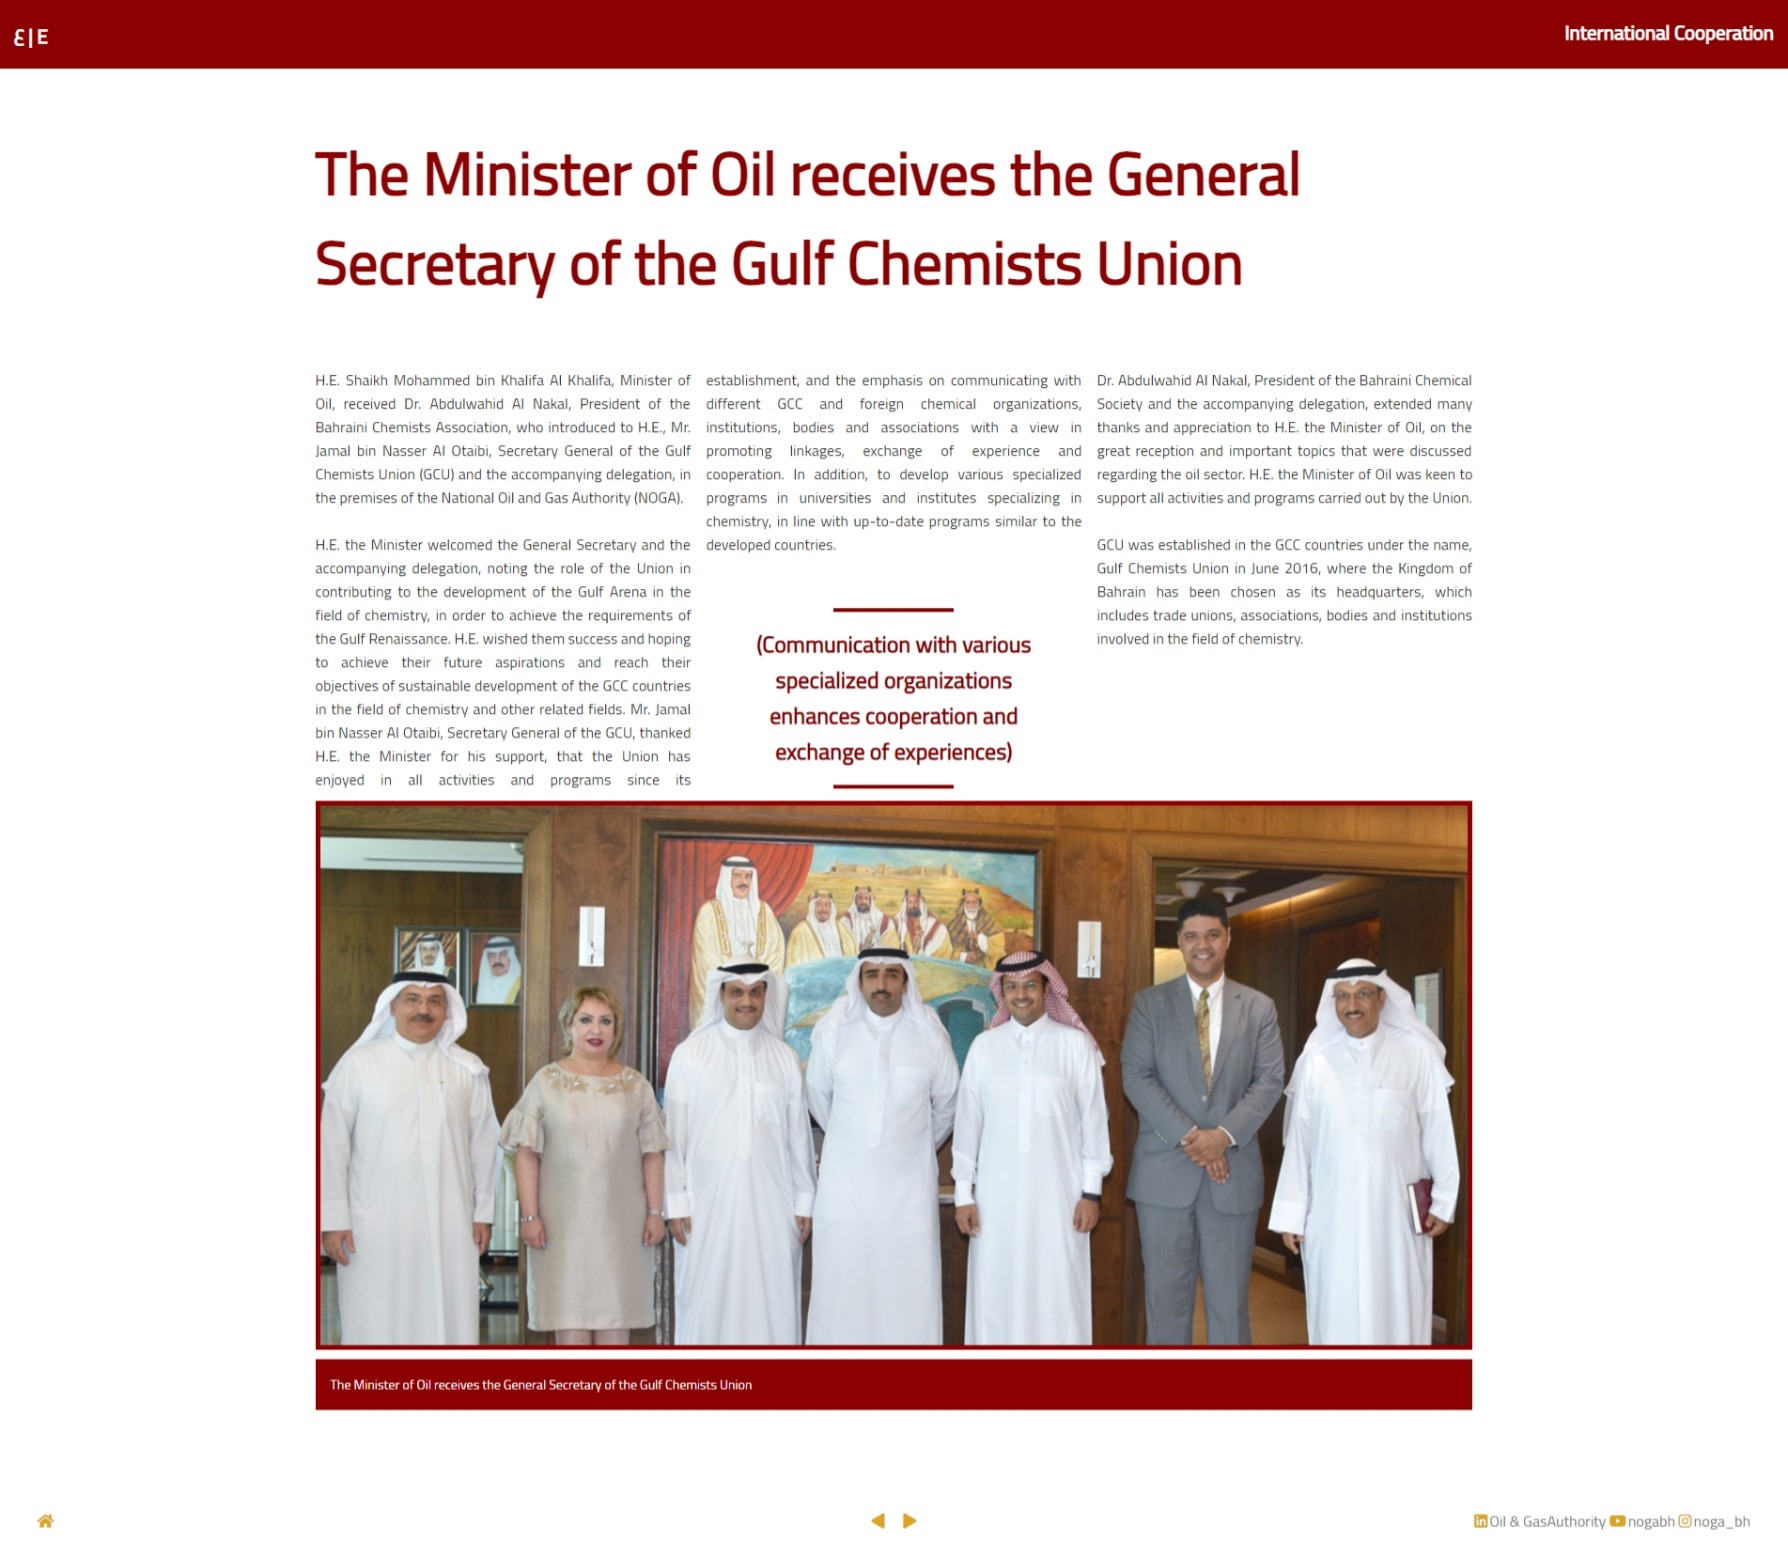 ع|E
International Cooperation
The Minister of Oil receives the General
Secretary of the Gulf Chemists Union
H.E. Shaikh Mohammed bin Khalifa Al Khalifa, Minister of
Oil, received Dr. Abdulwahid Al Nakal, President of the
Bahraini Chemists Association, who introduced to H.E., Mr.
Jamal bin Nasser Al Otaibi, Secretary General of the Gulf
Chemists Union (GCU) and the accompanying delegation, in
the premises of the National Oil and Gas Authority (NOGA).
H.E. the Minister welcomed the General Secretary and the
accompanying delegation, noting the role of the Union in
contributing to the development of the Gulf Arena in the
field of chemistry, in order to achieve the requirements of
the Gulf Renaissance. H.E. wished them success and hoping
to achieve their future aspirations and reach their
objectives of sustainable development of the GCC countries
in the field of chemistry and other related fields. Mr. Jamal
bin Nasser Al Otaibi, Secretary General of the GCU, thanked
H.E. the Minister for his support, that the Union has
enjoyed in all activities and programs since its
establishment, and the emphasis on communicating with
different GCC and foreign chemical organizations,
institutions, bodies and associations with a view in
promoting linkages, exchange of experience and
cooperation. In addition, to develop various specialized
programs in universities and institutes specializing in
chemistry, in line with up-to-date programs similar to the
developed countries.
(Communication with various
specialized organizations
enhances cooperation and
exchange of experiences)
Dr. Abdulwahid Al Nakal, President of the Bahraini Chemical
Society and the accompanying delegation, extended many
thanks and appreciation to H.E. the Minister of Oil, on the
great reception and important topics that were discussed
regarding the oil sector. H.E. the Minister of Oil was keen to
support all activities and programs carried out by the Union.
GCU was established in the GCC countries under the name,
Gulf Chemists Union in June 2016, where the Kingdom of
Bahrain has been chosen as its headquarters, which
includes trade unions, associations, bodies and institutions
involved in the field of chemistry.
The Minister of Oil receives the General Secretary of the Gulf Chemists Union
Oil & GasAuthority nogabh noga_bh